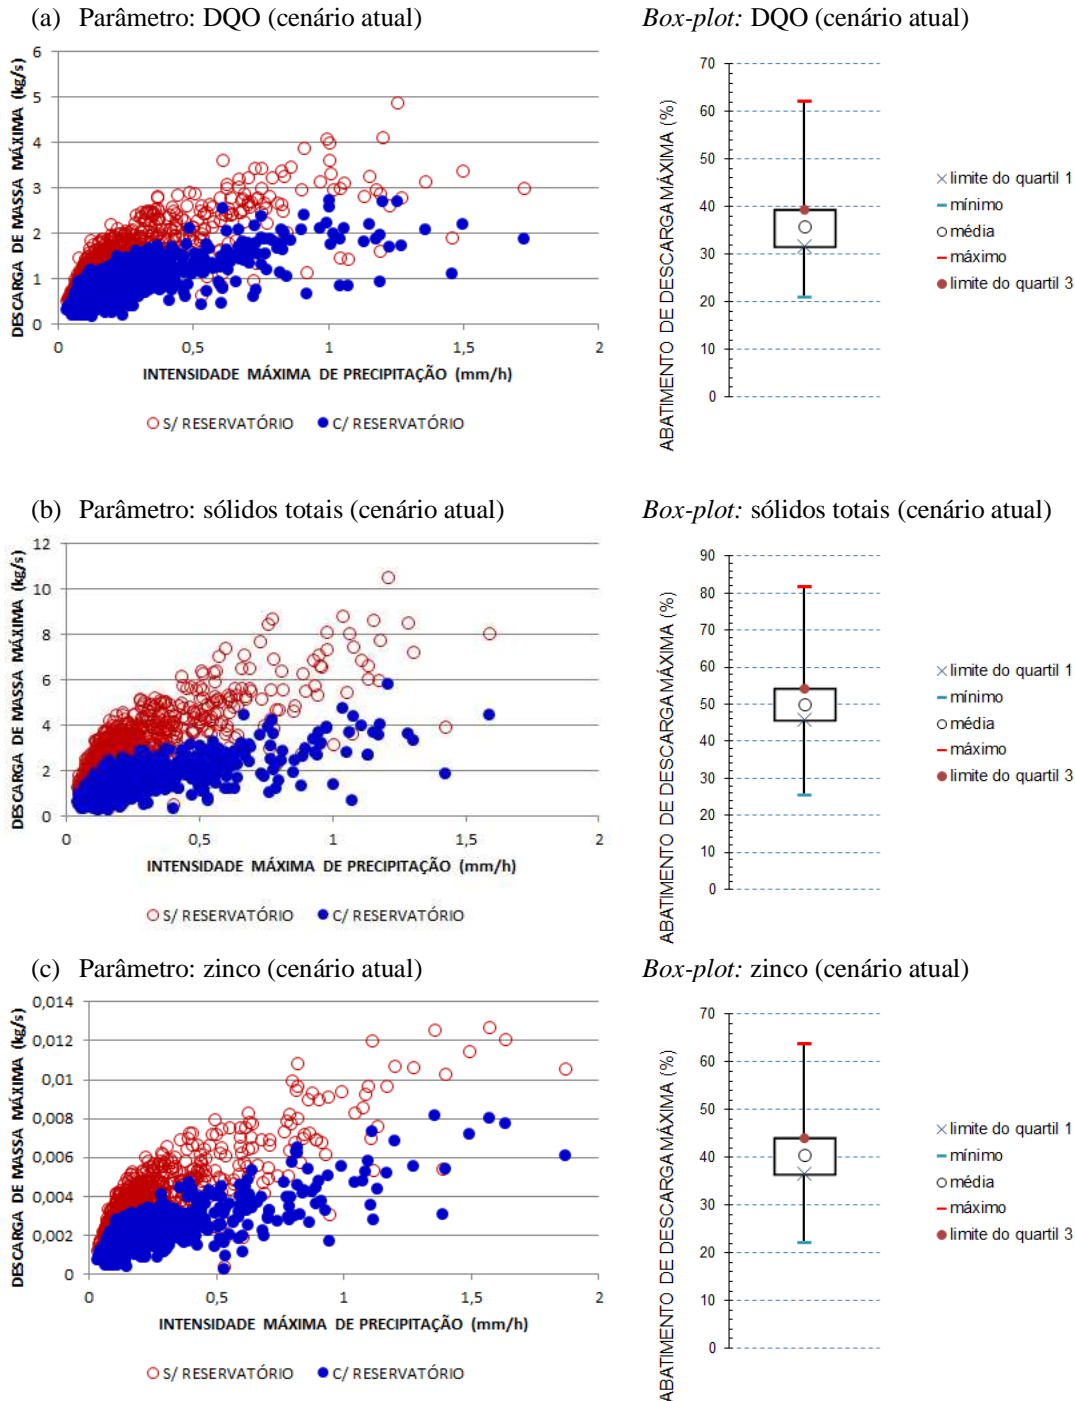 (a) Parâmetro: DQO (cenário atual)
Box-plot: DQO (cenário atual)
DESCARGA DE MASSA MÁXIMA (kg/s)
6
5
4
3
2
1
0
0
0,5
1
1,5
2
INTENSIDADE MÁXIMA DE PRECIPITAÇÃO (mm/h)
S/ RESERVATÓRIO C/ RESERVATÓRIO
ABATIMENTO DE DESCARGA MÁXIMA (%)
70
60
50
40
30
20
10
0
limite do quartil 1
mínimo
média
máximo
limite do quartil 3
(b) Parâmetro: sólidos totais (cenário atual)
Box-plot: sólidos totais (cenário atual)
DESCARGA DE MASSA MÁXIMA (kg/s)
12
10
8
6
4
2
0
0
0,5
1
1,5
2
INTENSIDADE MÁXIMA DE PRECIPITAÇÃO (mm/h)
S/ RESERVATÓRIO C/ RESERVATÓRIO
ABATIMENTO DE DESCARGA MÁXIMA (%)
90
80
70
60
50
40
30
20
10
0
limite do quartil 1
mínimo
média
máximo
limite do quartil 3
(c) Parâmetro: zinco (cenário atual)
Box-plot: zinco (cenário atual)
DESCARGA DE MASSA MÁXIMA (kg/s)
0,014
0,012
0,01
0,008
0,006
0,004
0,002
0
0
0,5
1
1,5
2
INTENSIDADE MÁXIMA DE PRECIPITAÇÃO (mm/h)
S/ RESERVATÓRIO C/ RESERVATÓRIO
ABATIMENTO DE DESCARGA MÁXIMA (%)
70
60
50
40
30
20
10
0
limite do quartil 1
mínimo
média
máximo
limite do quartil 3